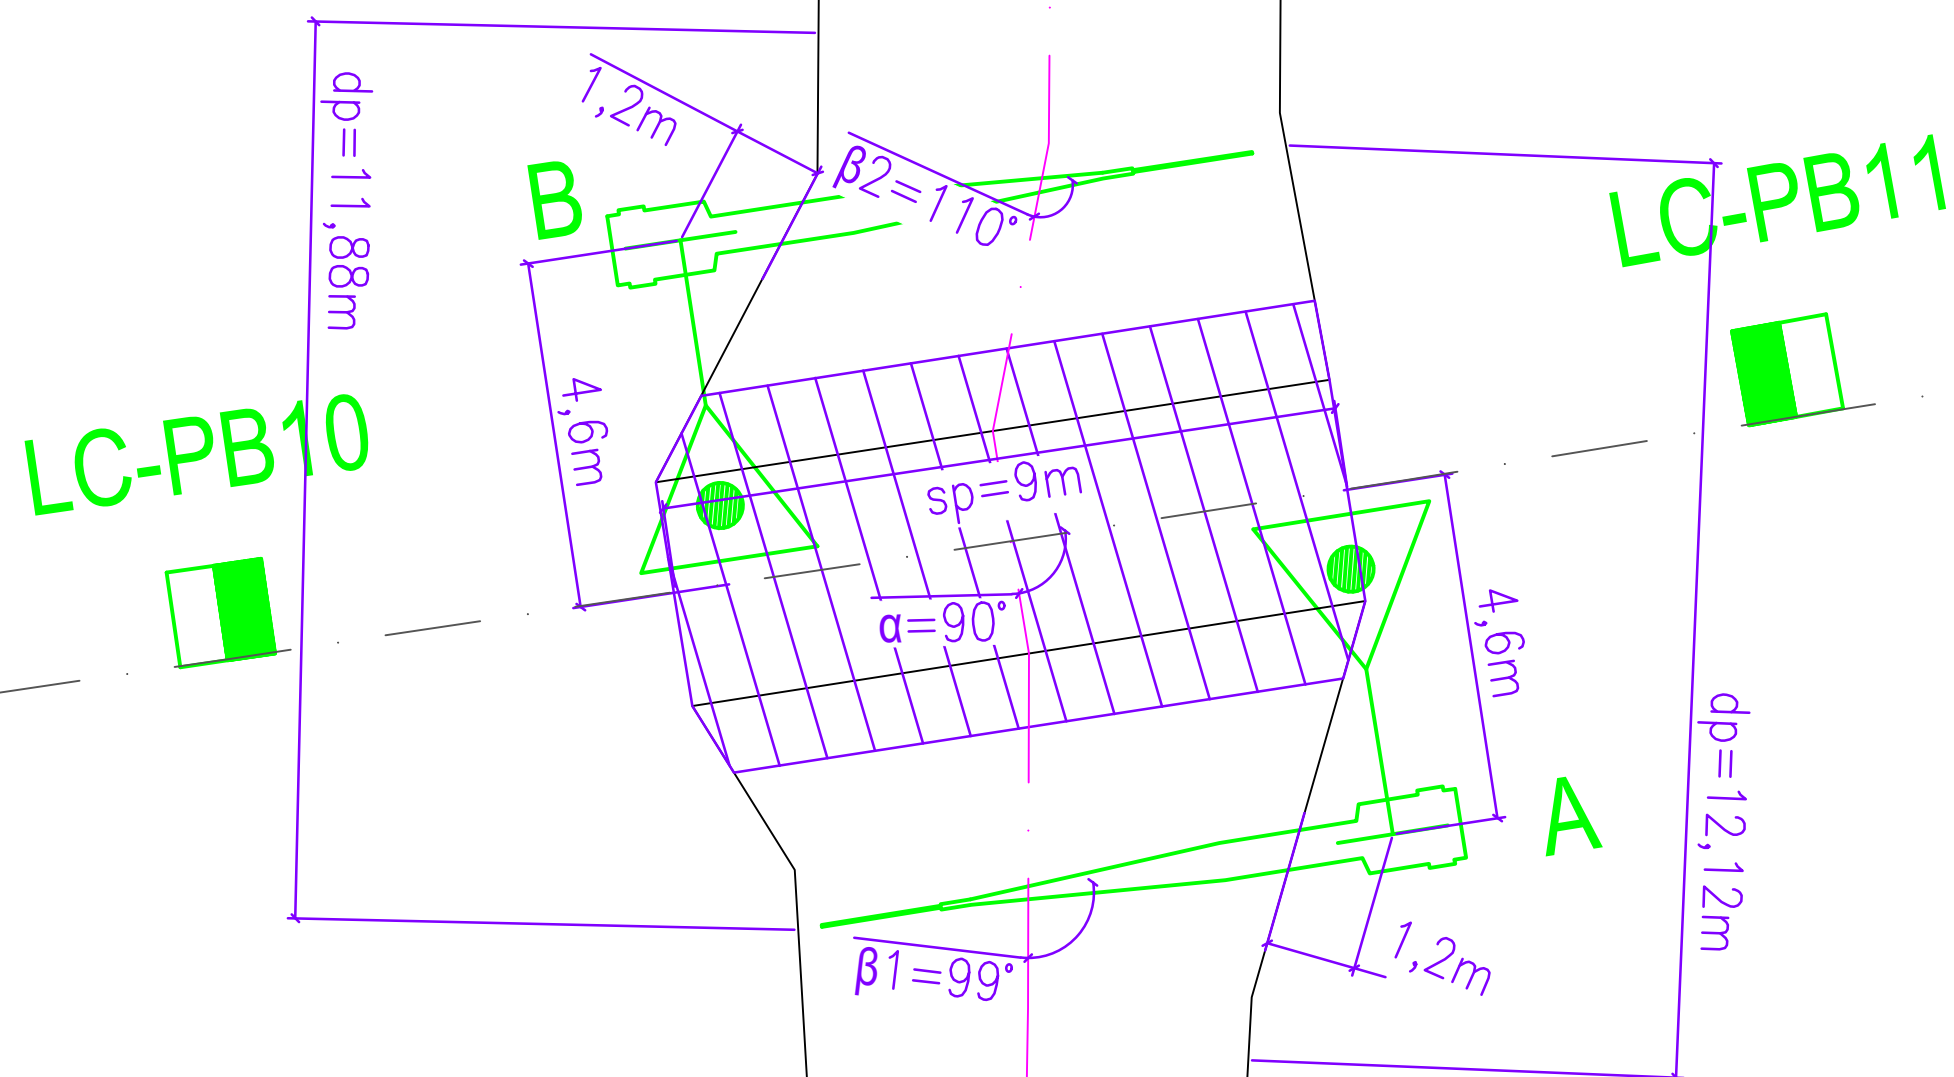 dp=11,88m
1,2m
B
β2=110°
LC-PB11
4,6m
LC-PB10
sp=9m
α=90°
4,6m
dp=12,12m
A
β1=99°
1,2m